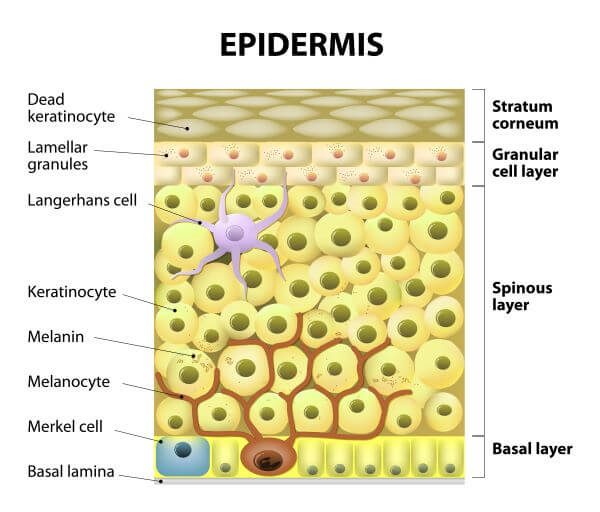 EPIDERMIS
Dead
keratinocyte
Lamellar
granules
Langerhans cell
Keratinocyte
Melanin
Melanocyte
Merkel cell
Basal lamina
Stratum
corneum
Granular
cell layer
Spinous
layer
Basal layer